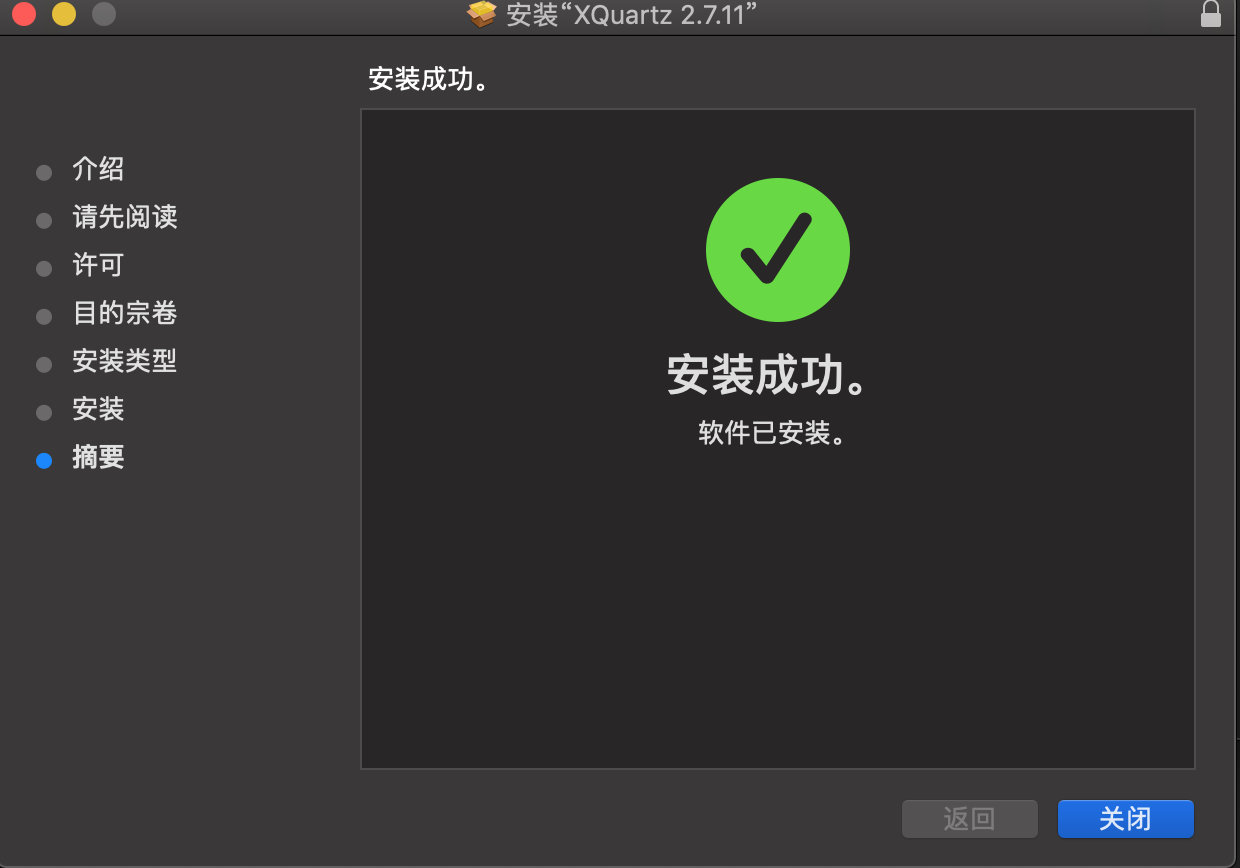 安装“XQuartz 2.7.11”
安装成功。
介绍
请先阅读
许可
目的宗卷
安装类型
安装
摘要
安装成功。
软件已安装。
返回
关闭